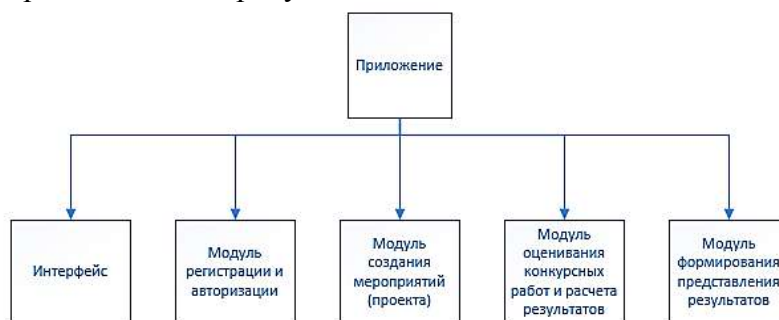 Приложение
Интерфейс
Модуль
регистрации и
авторизации
Модуль
создания
мероприятий
(проекта)
Модуль
оценивания
конкурсных
работ и расчета
результатов
Модуль
формирования
представления
результатов